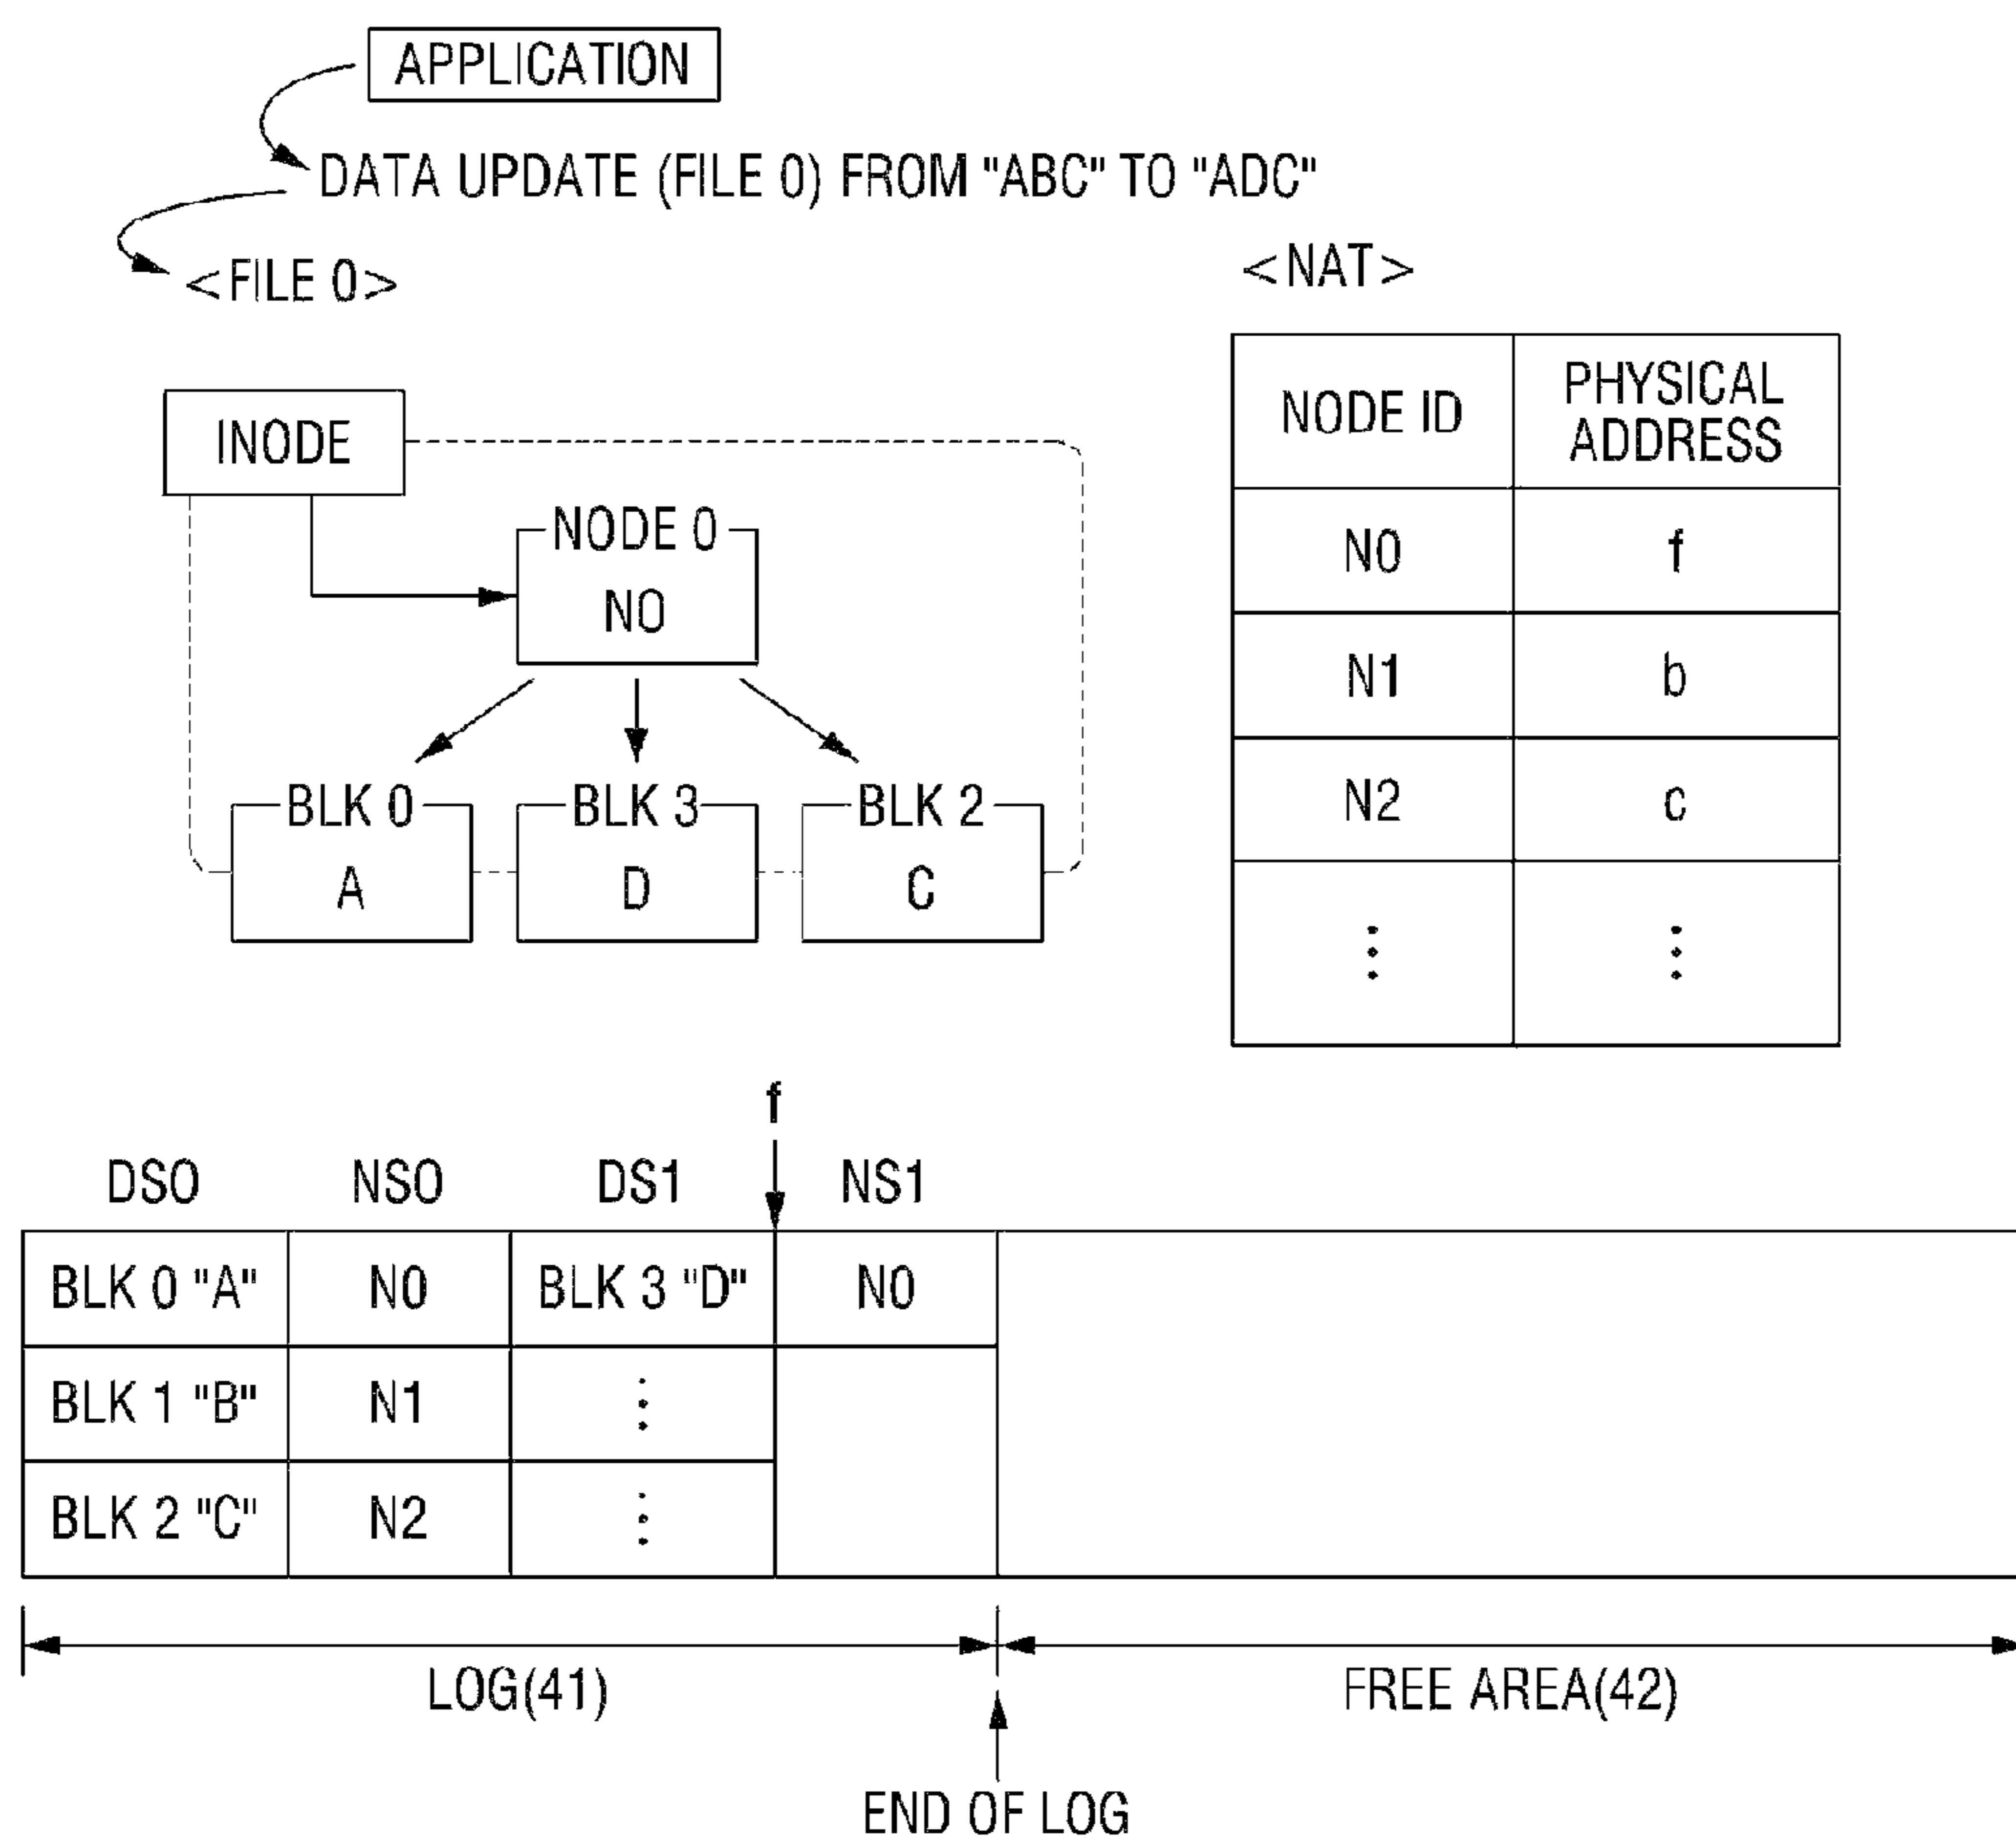 APPLICATION
DATA UPDATE (FILE 0) FROM "ABC" TO "ADC"
<FILE 0>
<NAT>
INODE
NODE 0
N0
BLK 0
A
BLK 3
D
BLK 2
C
NODE ID
PHYSICAL
ADDRESS
N0 f
N1 b
N2 c
⋮ ⋮
f
DS0 NS0 DS1 NS1
BLK 0 "A" N0 BLK 3 "D" N0
BLK 1 "B" N1 ⋮
BLK 2 "C" N2 ⋮
LOG(41)
FREE AREA(42)
END OF LOG